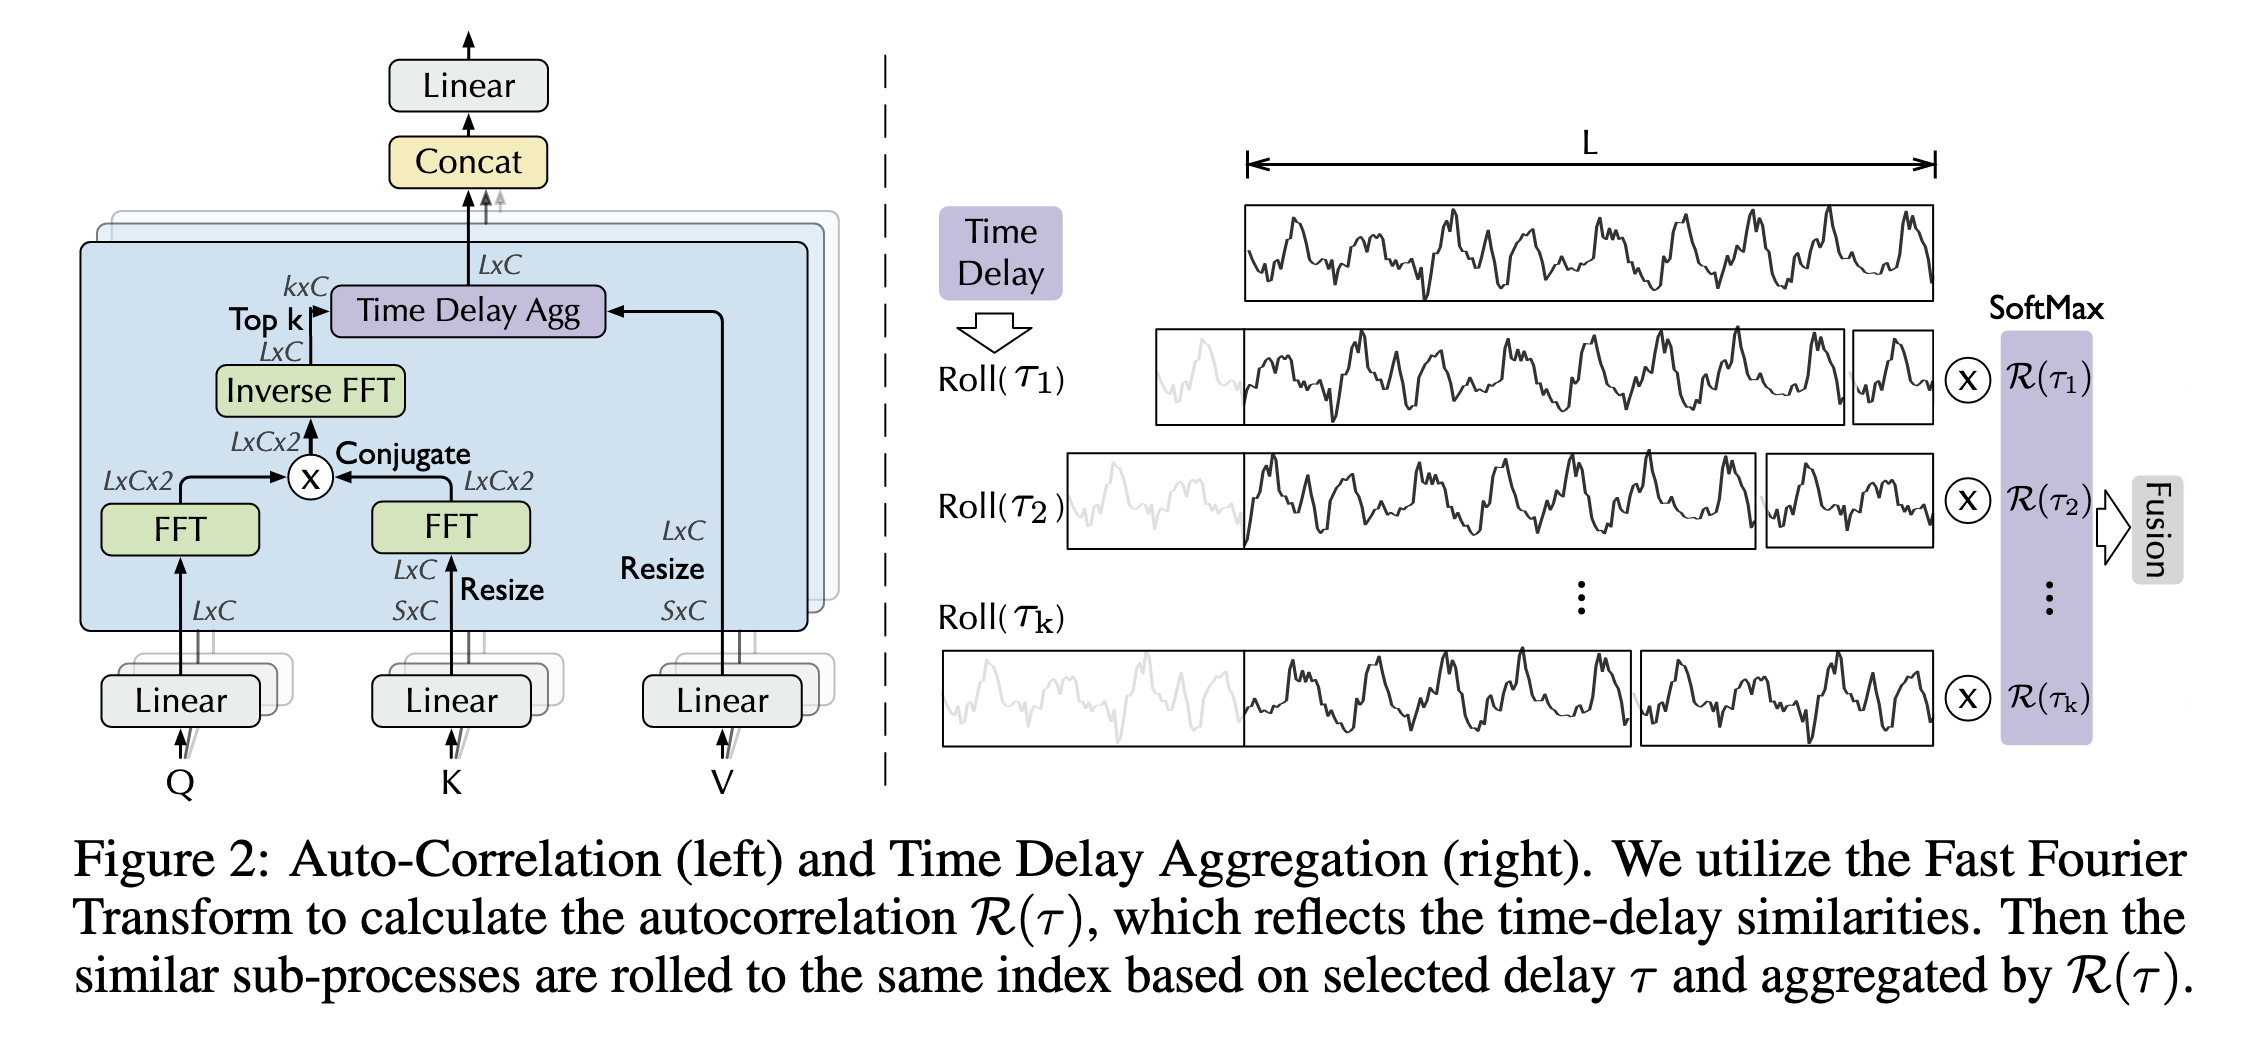 Linear
Concat
LxC
kxC
Time Delay Agg
Top k
LxC
Inverse FFT
LxCx2
Conjugate
LxCx2
X
LxCx2
FFT
FFT
LxC
LxC
Resize
Resize
LxC
SxC
SxC
Linear
Linear
Linear
Q
K
V
L
Time
Delay
SoftMax
Roll(τ1)
X
R(τ1)
Roll(τ2)
X
R(τ2)
Fusion
⋮
⋮
Roll(τk)
X
R(τk)
Figure 2: Auto-Correlation (left) and Time Delay Aggregation (right). We utilize the Fast Fourier
Transform to calculate the autocorrelation R(τ), which reflects the time-delay similarities. Then the
similar sub-processes are rolled to the same index based on selected delay τ and aggregated by R(τ).